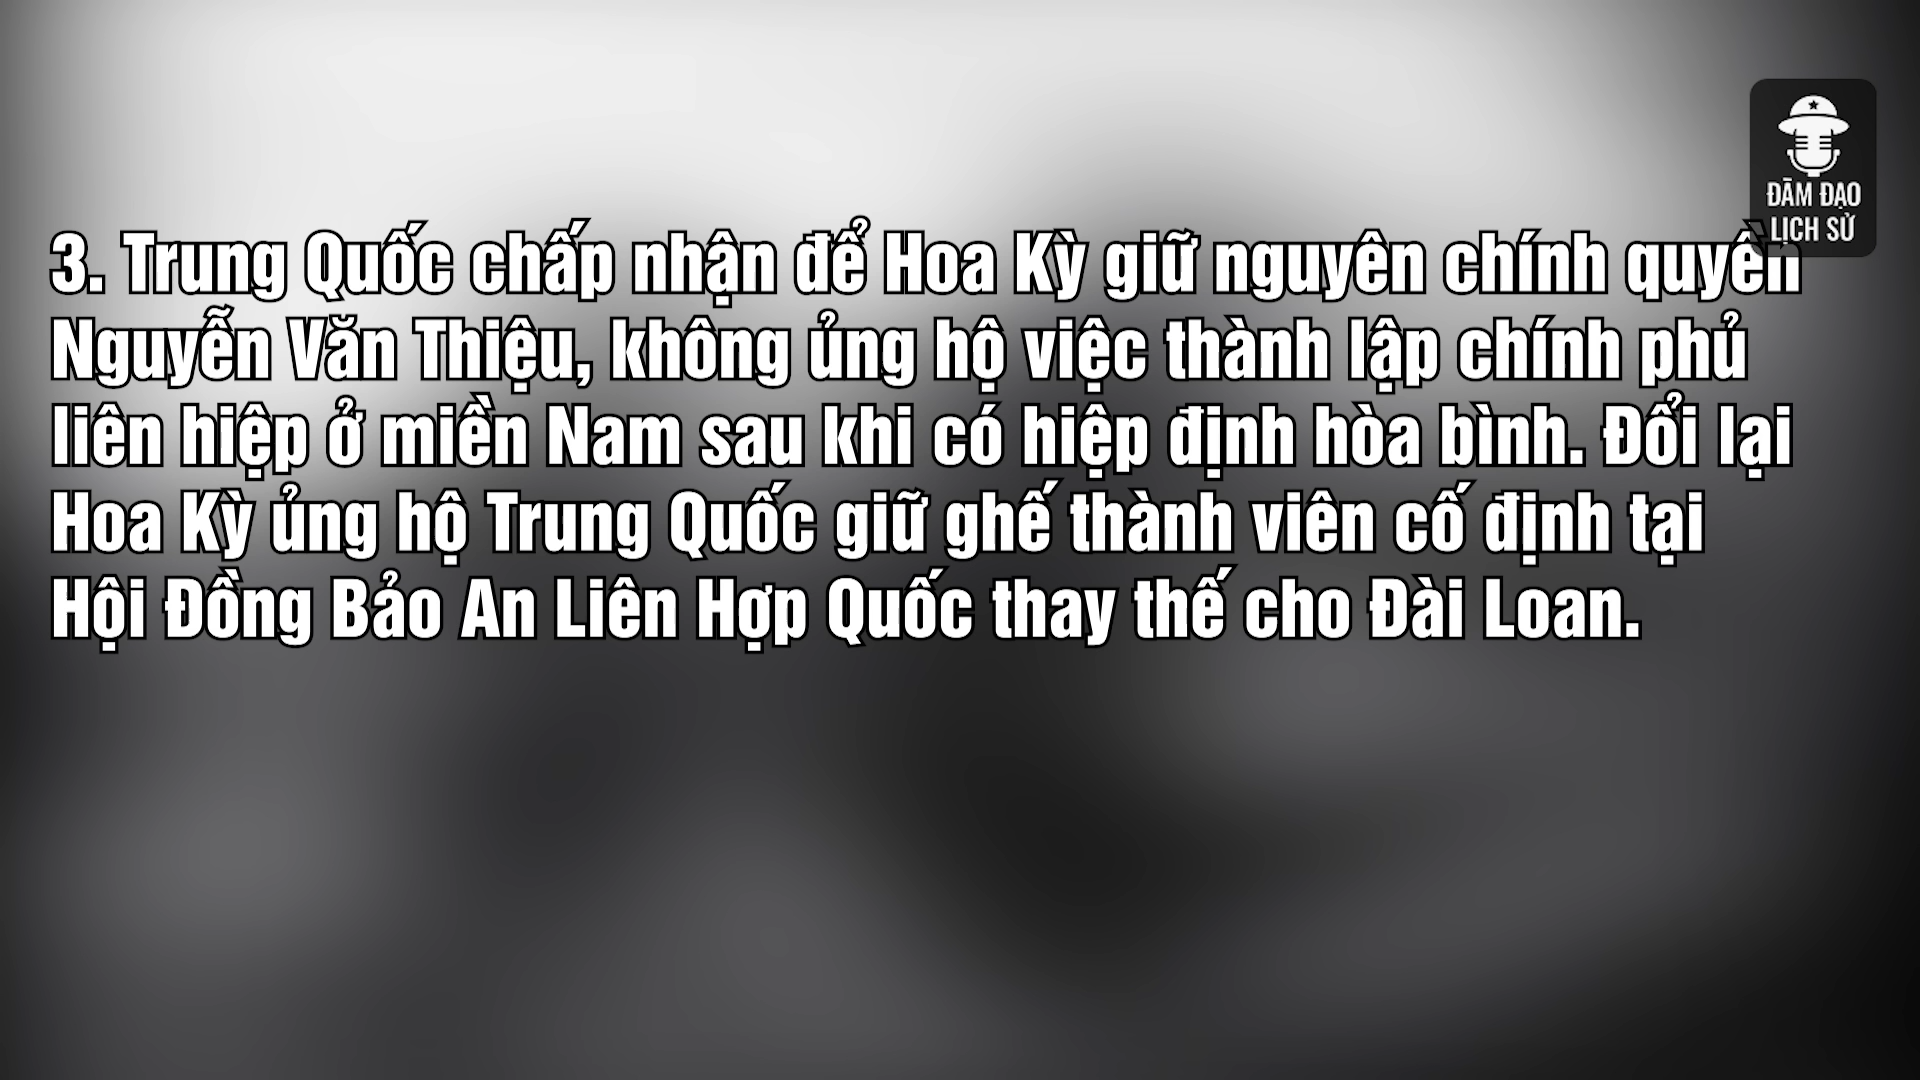 ĐÀM ĐẠO
LỊCH SỬ
3. Trung Quốc chấp nhận để Hoa Kỳ giữ nguyên chính quyền
Nguyễn Văn Thiệu, không ủng hộ việc thành lập chính phủ
liên hiệp ở miền Nam sau khi có hiệp định hòa bình. Đổi lại
Hoa Kỳ ủng hộ Trung Quốc giữ ghế thành viên cố định tại
Hội Đồng Bảo An Liên Hợp Quốc thay thế cho Đài Loan.